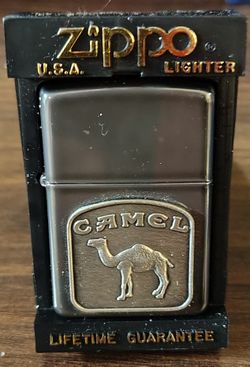 zippo
U.S.A. LIGHTER
CAMEL
LIFETIME GUARANTEE